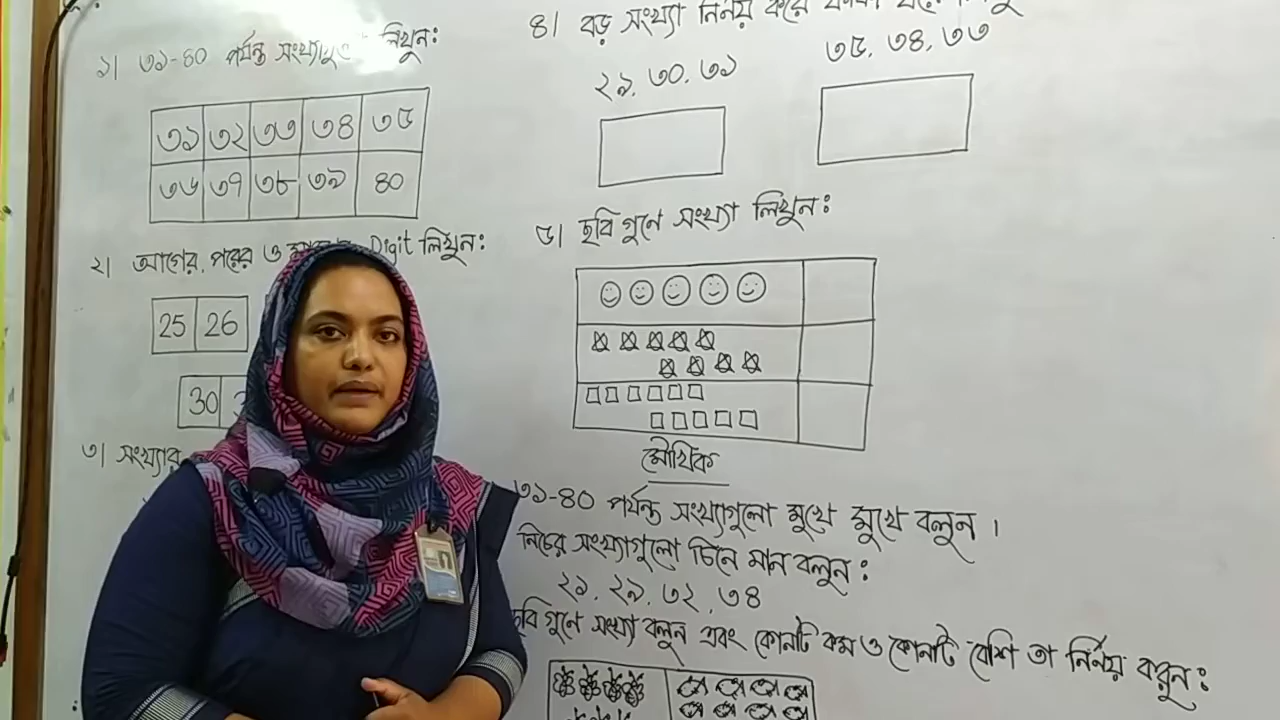 ১| ৩১-৪০ পর্যন্ত লিখুন:
৩১ ৩২ ৩৩ ৩৪ ৩৫
৩৬ ৩৭ ৩৮ ৩৯ ৪০
২| আগের, পরের ও Digit লিখুন:
25 26
30
৩| সংখ্যার
৪| বড় সংখ্যা নির্ণয় করে
২৯, ৩০, ৩১
৩৫, ৩৪, ৩৩
৫| ছবি গুনে সংখ্যা লিখুন:
মৌখিক
৩১-৪০ পর্যন্ত সংখ্যাগুলো মুখে মুখে বলুন ।
নিচের সংখ্যাগুলো চিনে মান বলুন:
২১, ২৯, ৩২, ৩৪
ছবি গুনে সংখ্যা বলুন এবং কোনটি কম ও কোনটি বেশি তা নির্ণয় করুন: